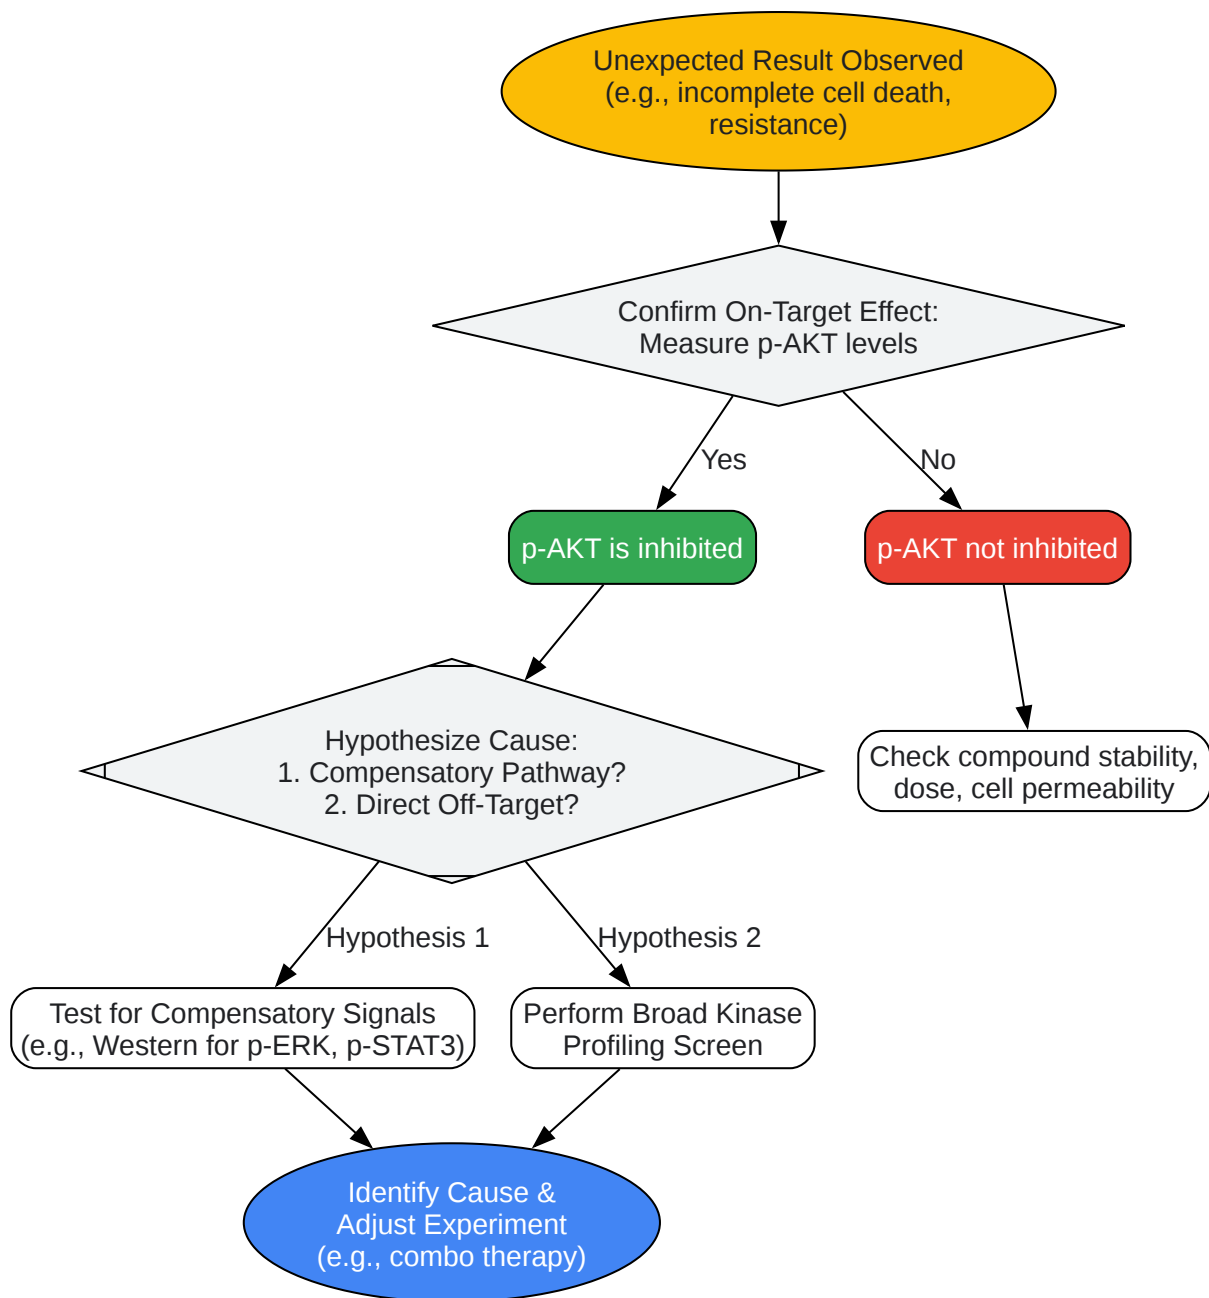 Unexpected Result Observed
(e.g., incomplete cell death,
resistance)
Confirm On-Target Effect:
Measure p-AKT levels
Yes
No
p-AKT is inhibited
p-AKT not inhibited
Hypothesize Cause:
1. Compensatory Pathway?
2. Direct Off-Target?
Check compound stability,
dose, cell permeability
Hypothesis 1
Hypothesis 2
Test for Compensatory Signals
(e.g., Western for p-ERK, p-STAT3)
Perform Broad Kinase
Profiling Screen
Identify Cause &
Adjust Experiment
(e.g., combo therapy)